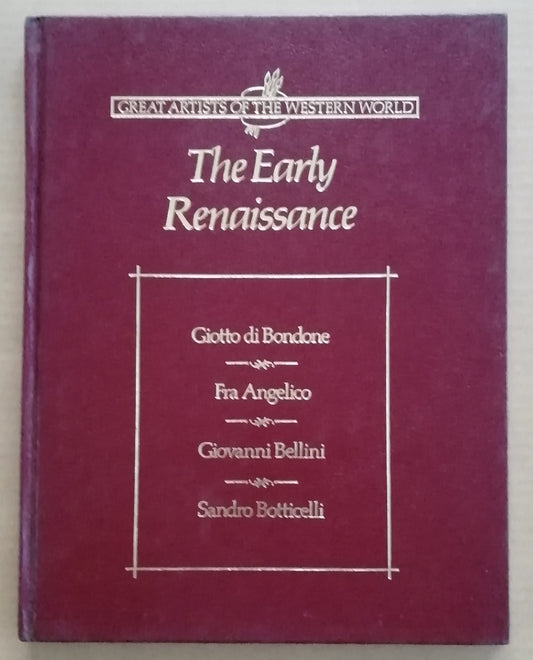 GREAT ARTISTS OF THE WESTERN WORLD
The Early
Renaissance
Giotto di Bondone
Fra Angelico
Giovanni Bellini
Sandro Botticelli